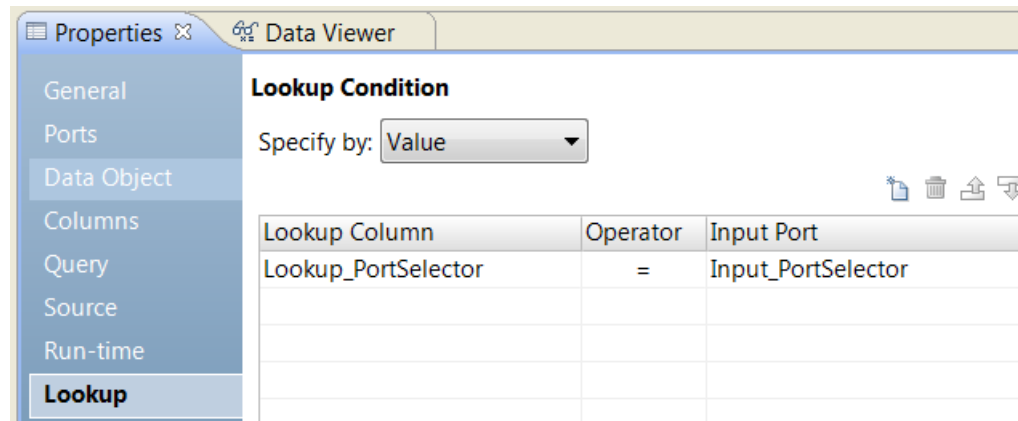 Properties Data Viewer
General
Ports
Data Object
Columns
Query
Source
Run-time
Lookup
Lookup Condition
Specify by: Value
Lookup Column Operator Input Port
Lookup_PortSelector = Input_PortSelector